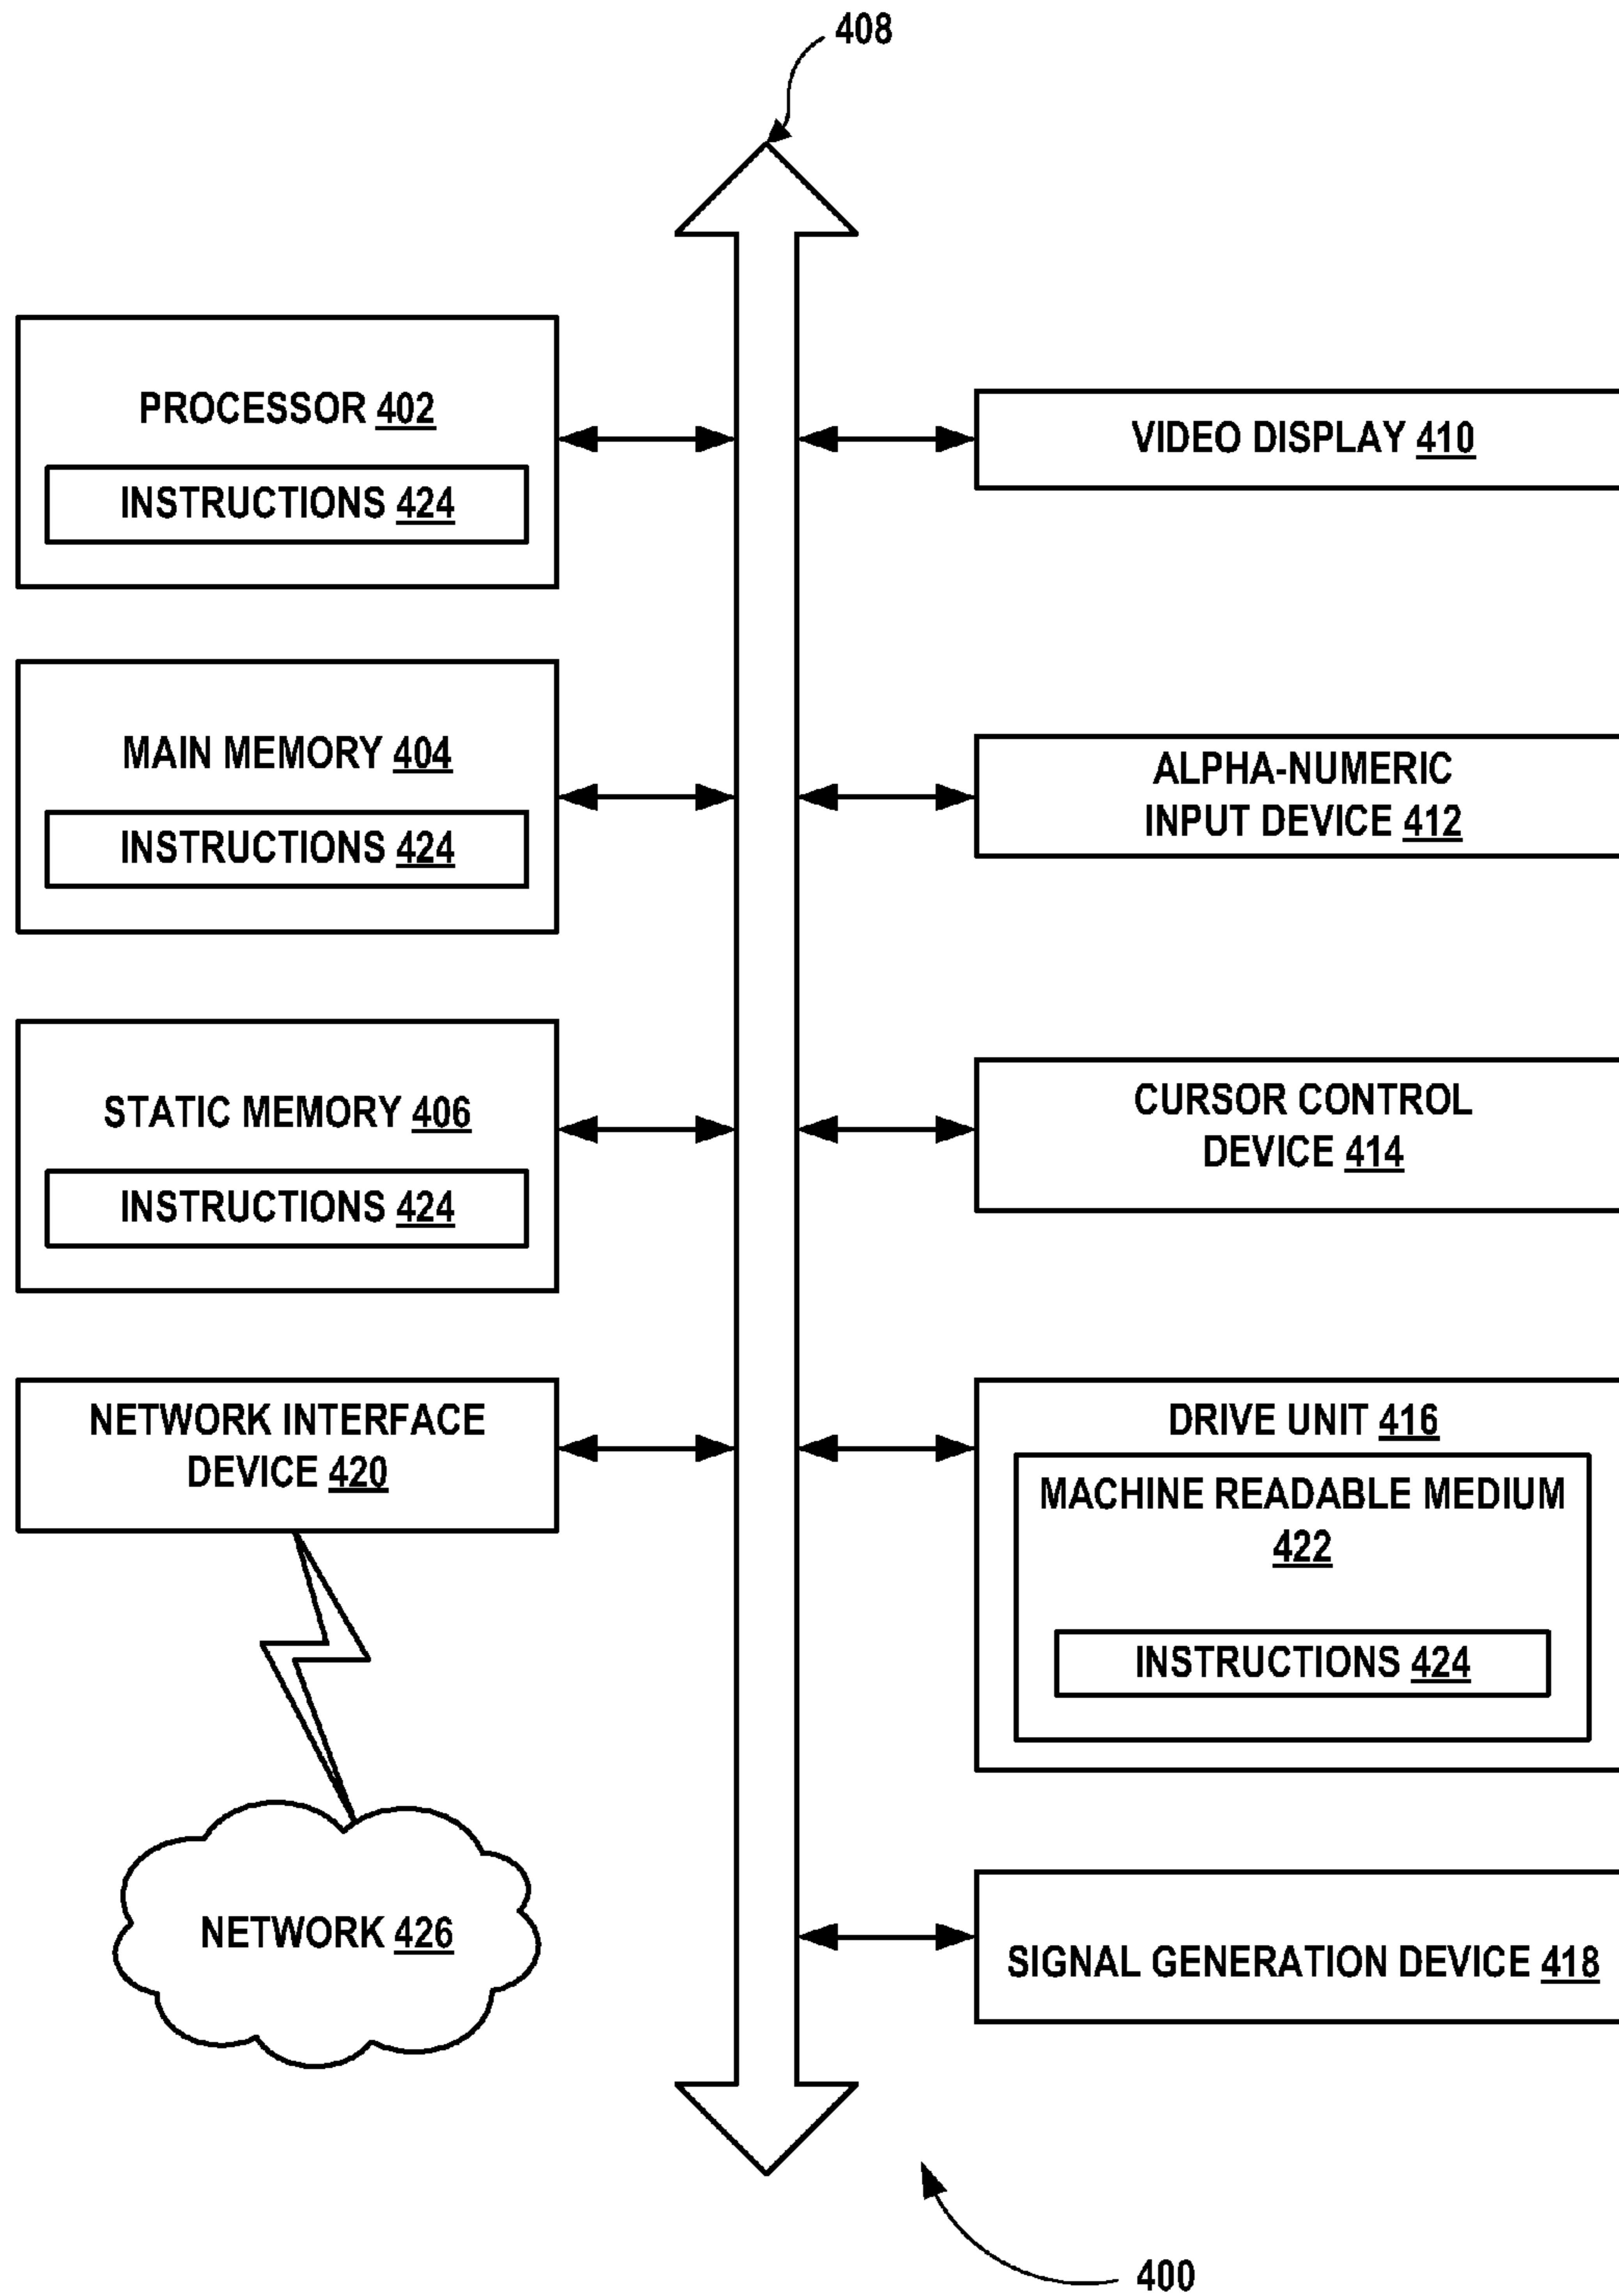 408
PROCESSOR 402
INSTRUCTIONS 424
VIDEO DISPLAY 410
MAIN MEMORY 404
INSTRUCTIONS 424
ALPHA-NUMERIC
INPUT DEVICE 412
STATIC MEMORY 406
INSTRUCTIONS 424
CURSOR CONTROL
DEVICE 414
NETWORK INTERFACE
DEVICE 420
DRIVE UNIT 416
MACHINE READABLE MEDIUM
422
INSTRUCTIONS 424
NETWORK 426
SIGNAL GENERATION DEVICE 418
400